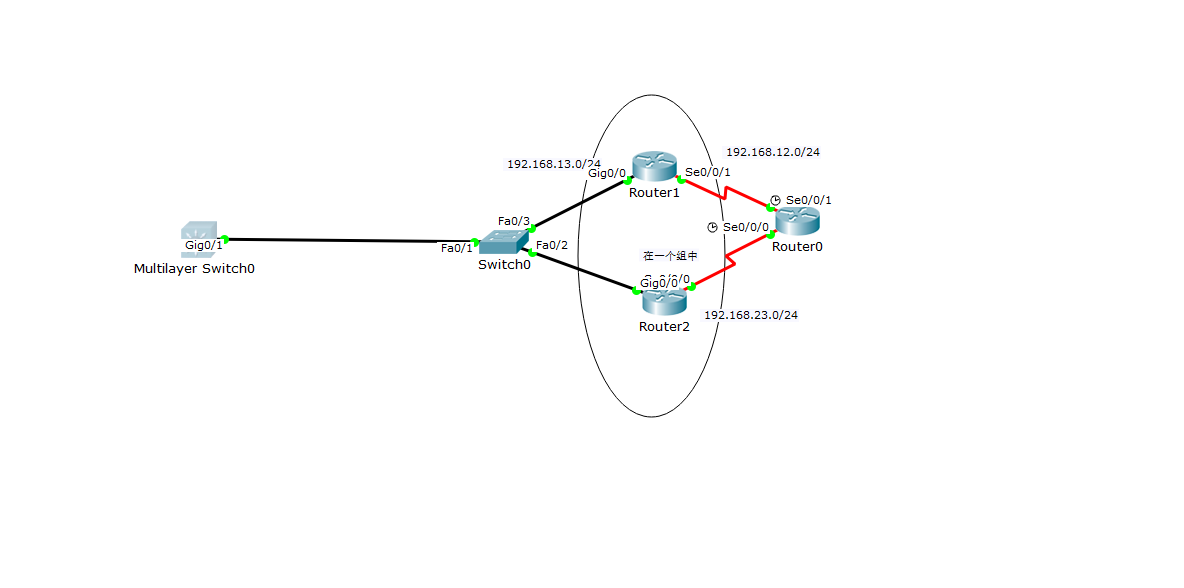 192.168.12.0/24
192.168.13.0/24
Gig0/0
Se0/0/1
Router1
Se0/0/1
Fa0/3
Se0/0/0
Gig0/1
Fa0/1
Fa0/2
Router0
Multilayer Switch0
Switch0
在一个组中
Gig0/0
192.168.23.0/24
Router2